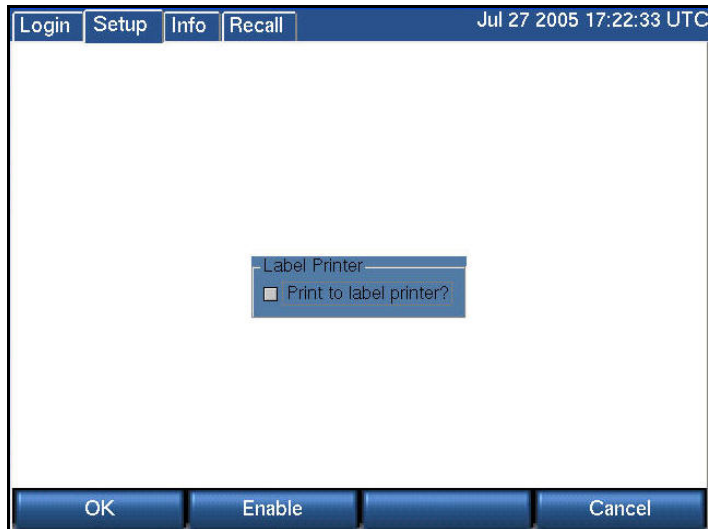 Login Setup Info Recall Jul 27 2005 17:22:33 UTC
Label Printer
Print to label printer?
OK Enable Cancel